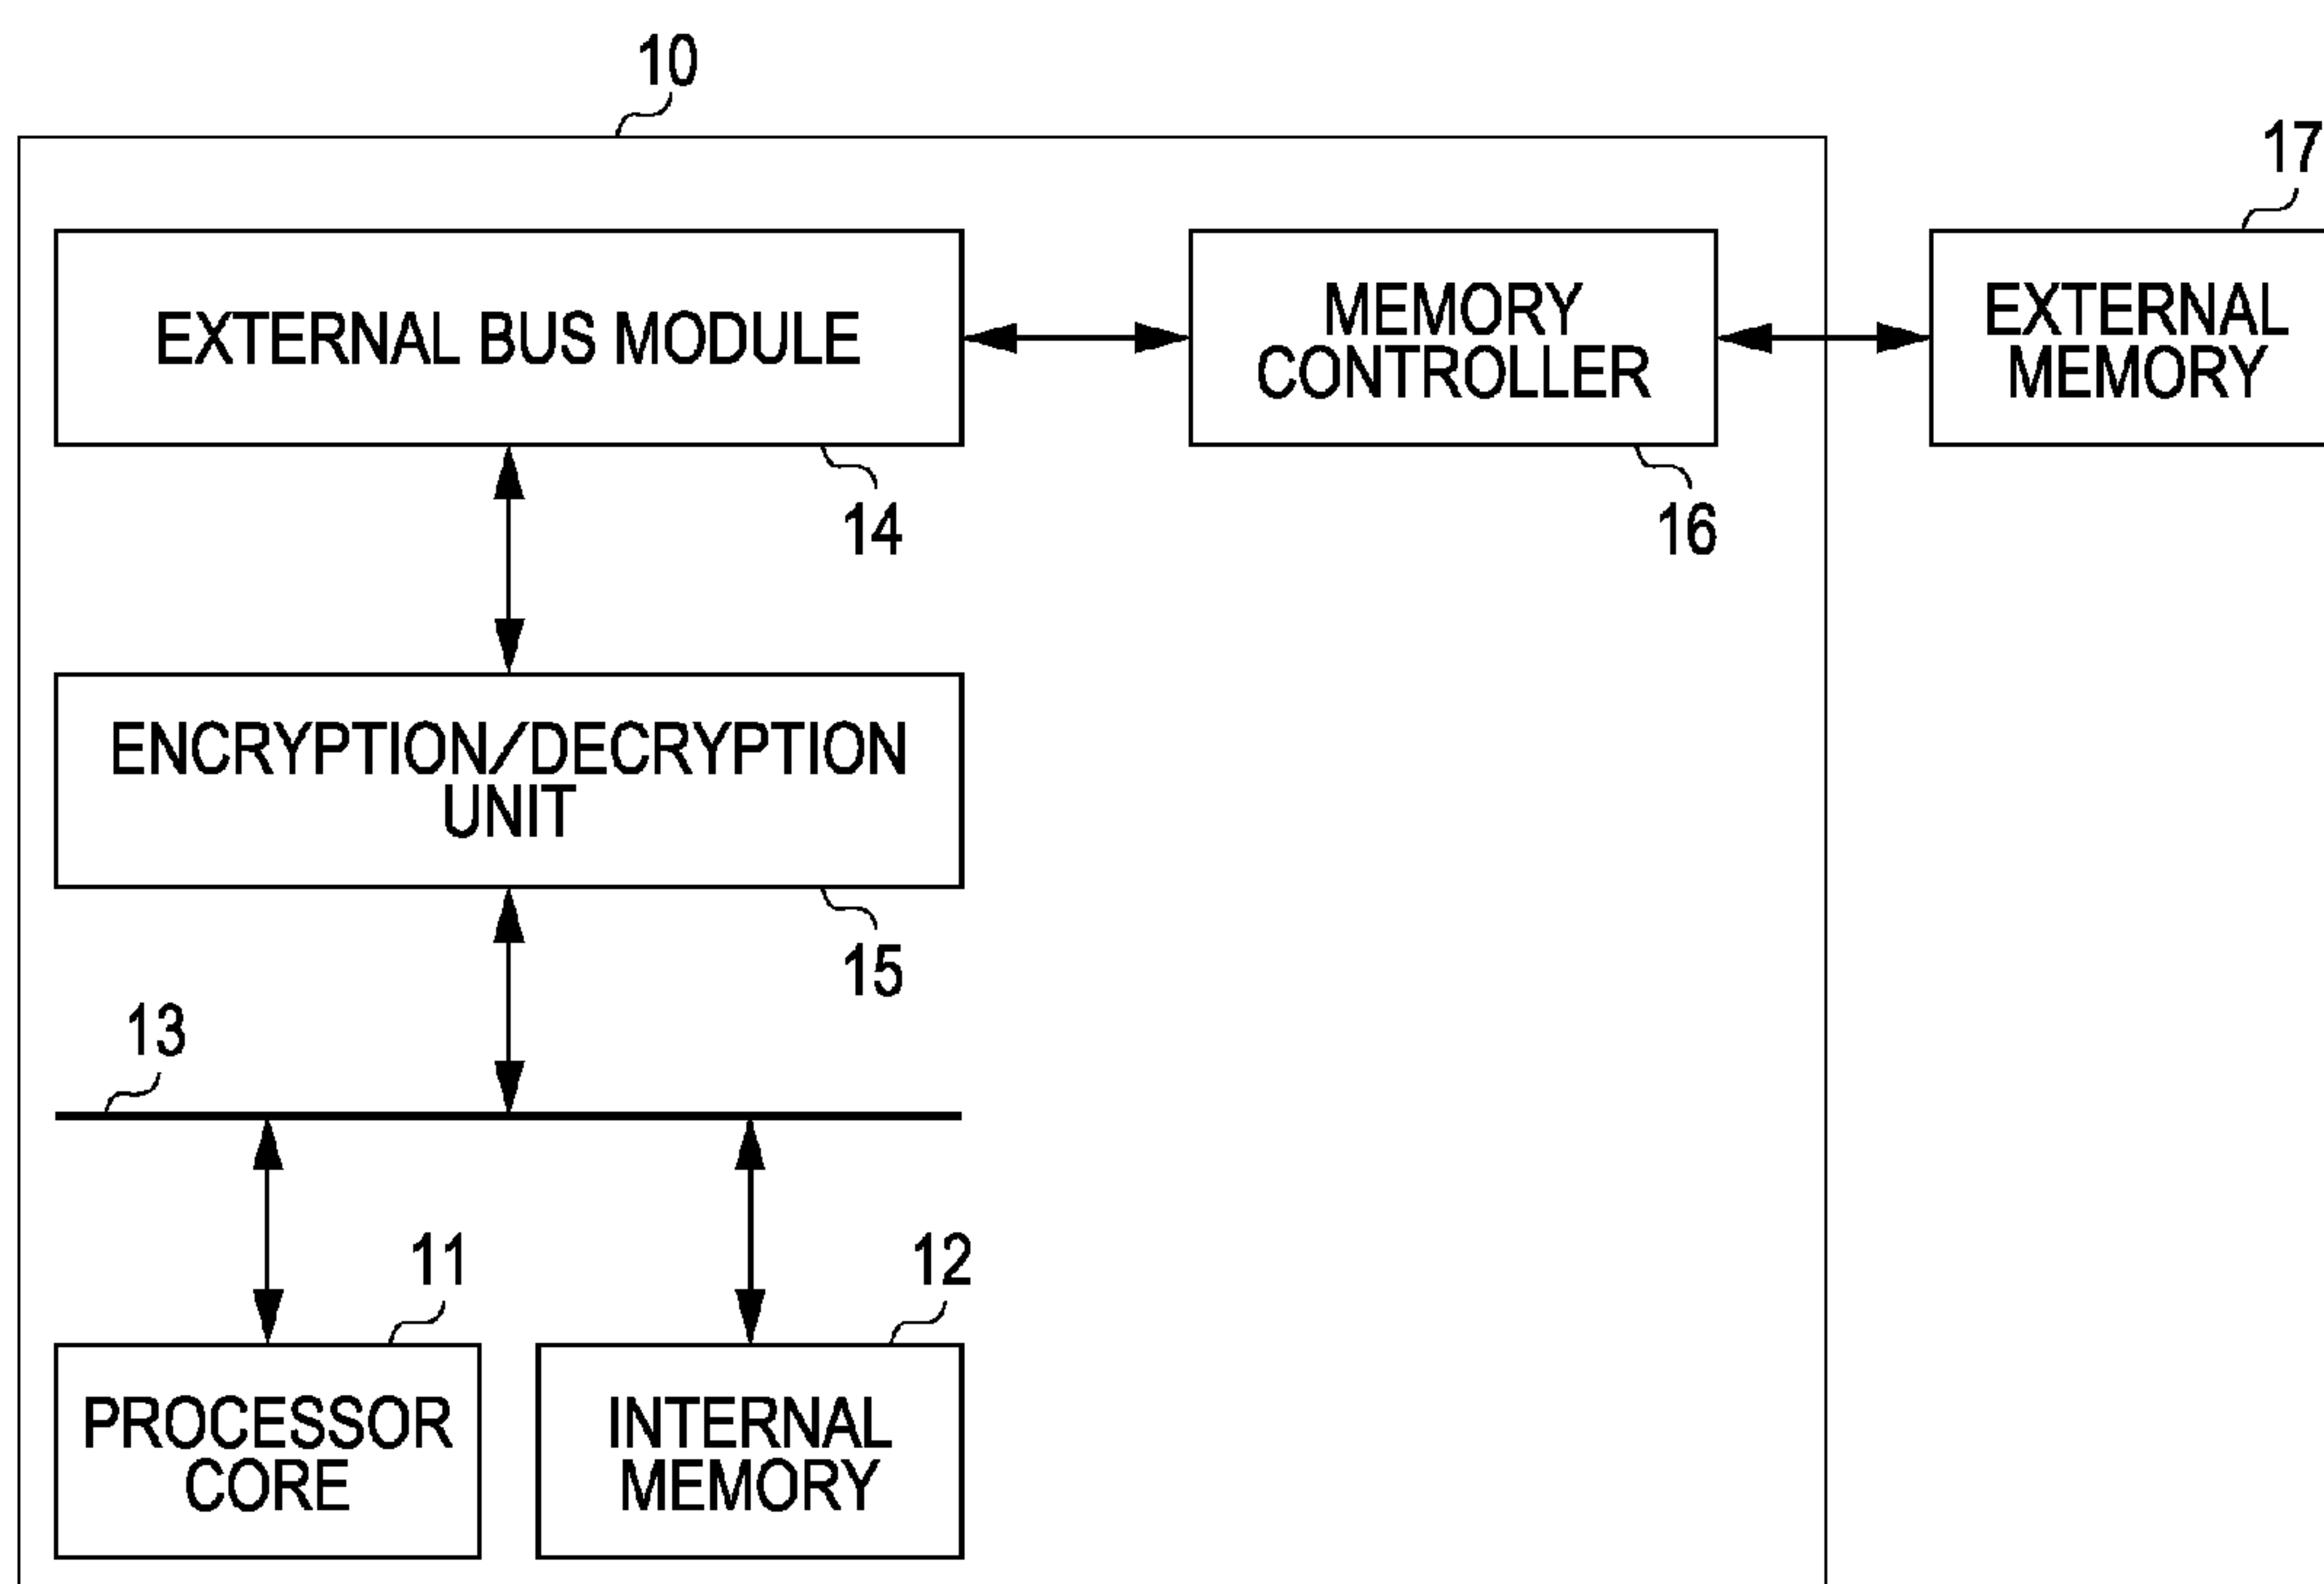 10
17
EXTERNAL BUS MODULE
MEMORY
CONTROLLER
EXTERNAL
MEMORY
14
16
ENCRYPTION/DECRYPTION
UNIT
15
13
11
12
PROCESSOR
CORE
INTERNAL
MEMORY